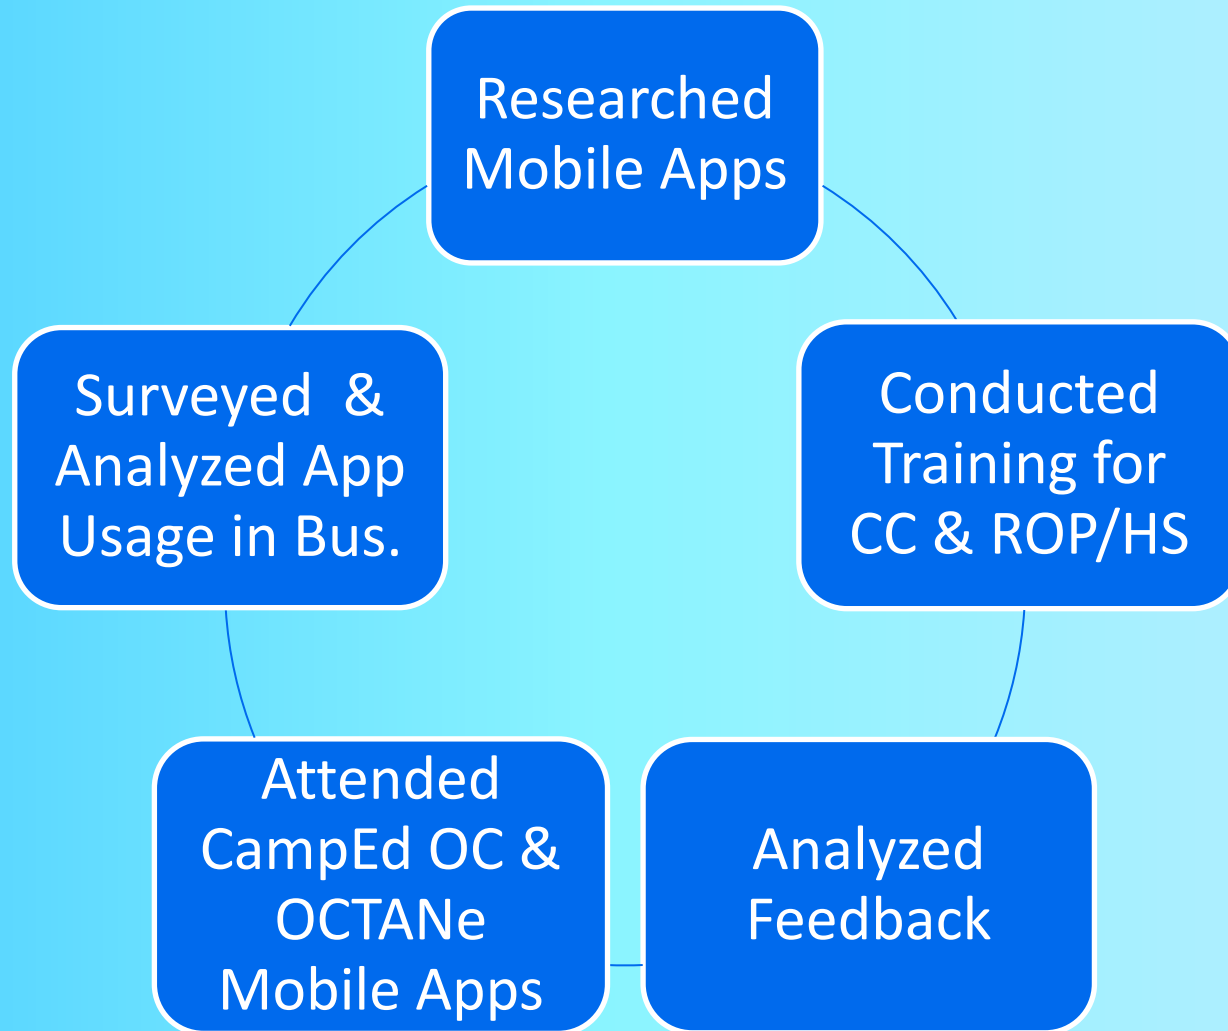 Researched
Mobile Apps
Conducted
Training for
CC & ROP/HS
Analyzed
Feedback
Attended
CampEd OC &
OCTANe
Mobile Apps
Surveyed  &
Analyzed App
Usage in Bus.